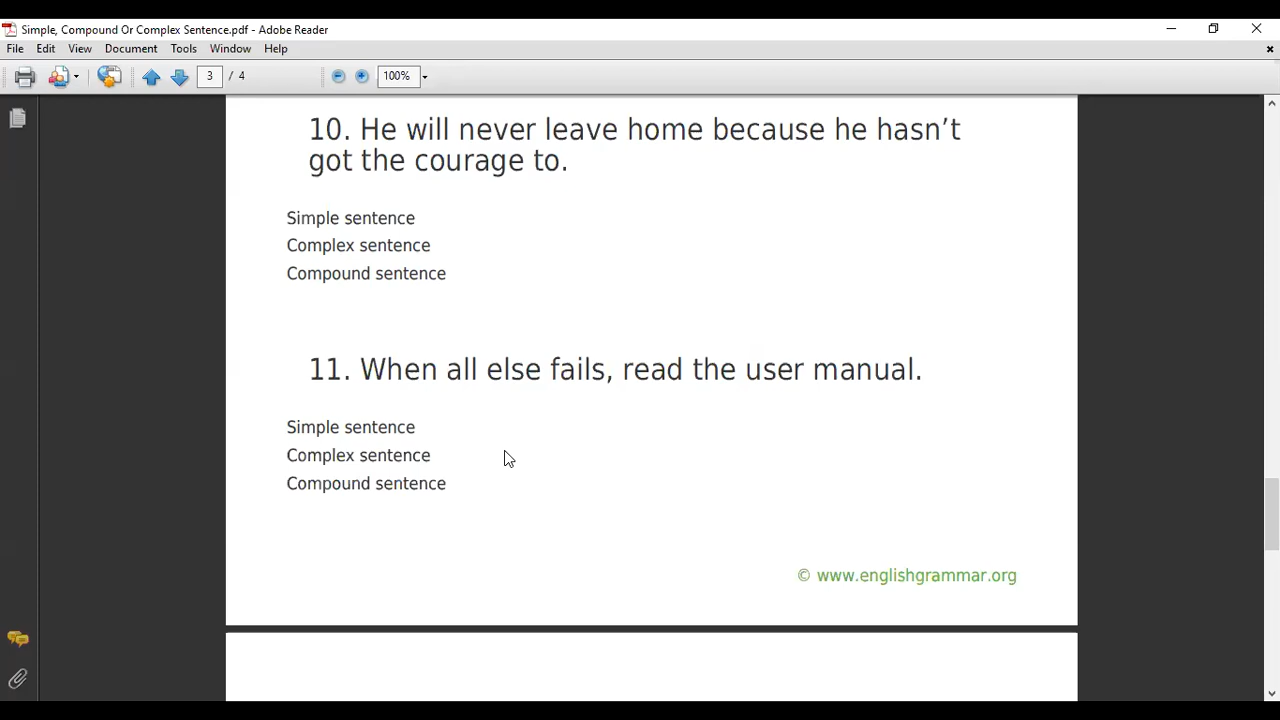 Simple, Compound Or Complex Sentence.pdf - Adobe Reader
File Edit View Document Tools Window Help
3 / 4 100%
10. He will never leave home because he hasn’t
got the courage to.
Simple sentence
Complex sentence
Compound sentence
11. When all else fails, read the user manual.
Simple sentence
Complex sentence
Compound sentence
© www.englishgrammar.org